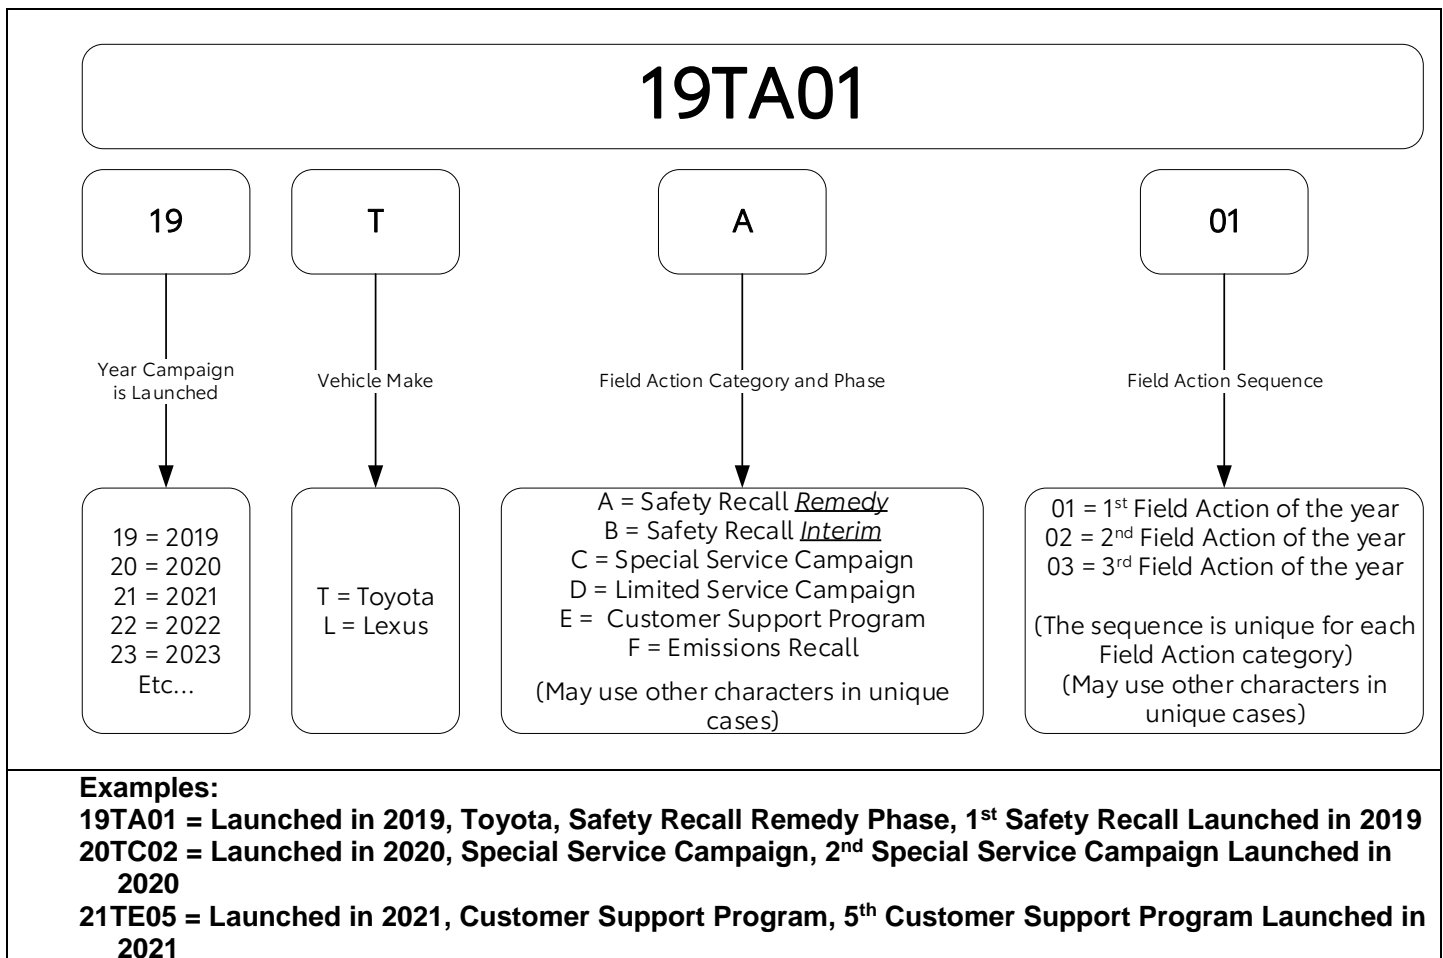 19TA01
19
T
A
01
Year Campaign
is Launched
Vehicle Make
Field Action Category and Phase
Field Action Sequence
19 = 2019
20 = 2020
21 = 2021
22 = 2022
23 = 2023
Etc...
T = Toyota
L = Lexus
A = Safety Recall Remedy
B = Safety Recall Interim
C = Special Service Campaign
D = Limited Service Campaign
E =  Customer Support Program
F = Emissions Recall
(May use other characters in unique
cases)
01 = 1st Field Action of the year
02 = 2nd Field Action of the year
03 = 3rd Field Action of the year
(The sequence is unique for each
Field Action category)
(May use other characters in
unique cases)
Examples:
19TA01 = Launched in 2019, Toyota, Safety Recall Remedy Phase, 1st Safety Recall Launched in 2019
20TC02 = Launched in 2020, Special Service Campaign, 2nd Special Service Campaign Launched in
2020
21TE05 = Launched in 2021, Customer Support Program, 5th Customer Support Program Launched in
2021